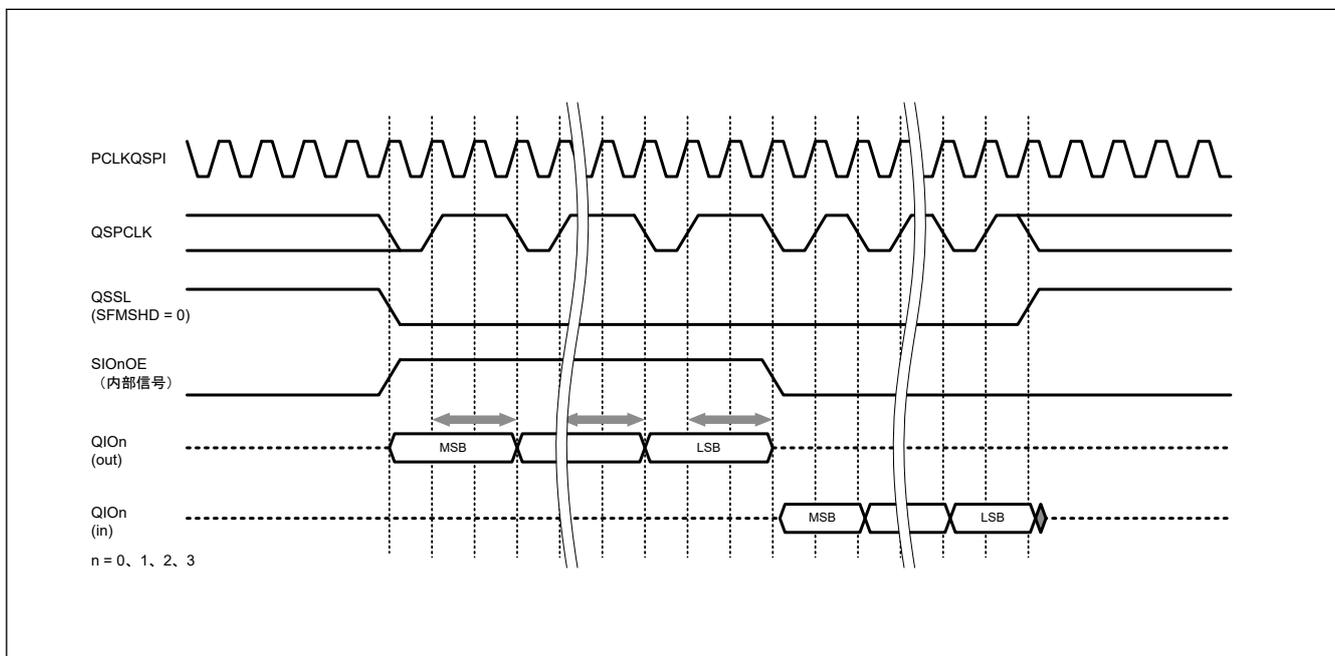 PCLKQSPI
QSPCLK
QSSL
(SFMSHD = 0)
SIOnOE
（内部信号）
QIOn
(out)
MSB
LSB
QIOn
(in)
MSB
LSB
n = 0、1、2、3